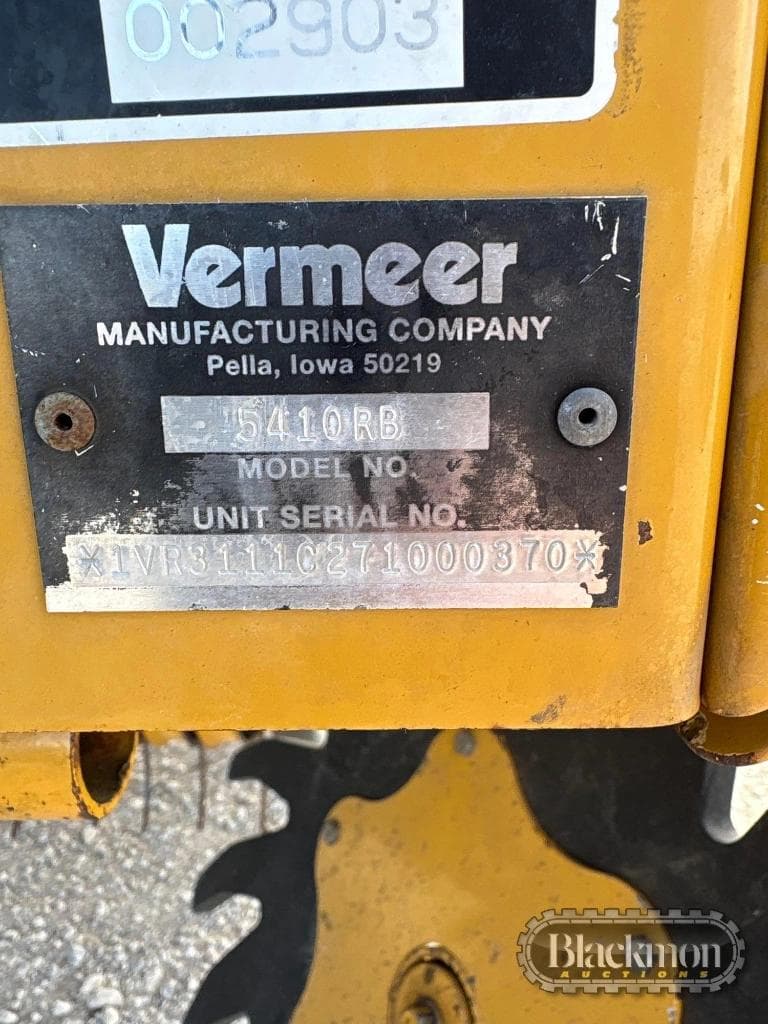 002903
Vermeer
MANUFACTURING COMPANY
Pella, Iowa 50219
5410RB
MODEL NO.
UNIT SERIAL NO.
*1VR3111C271000370*
Blackmon
AUCTIONS